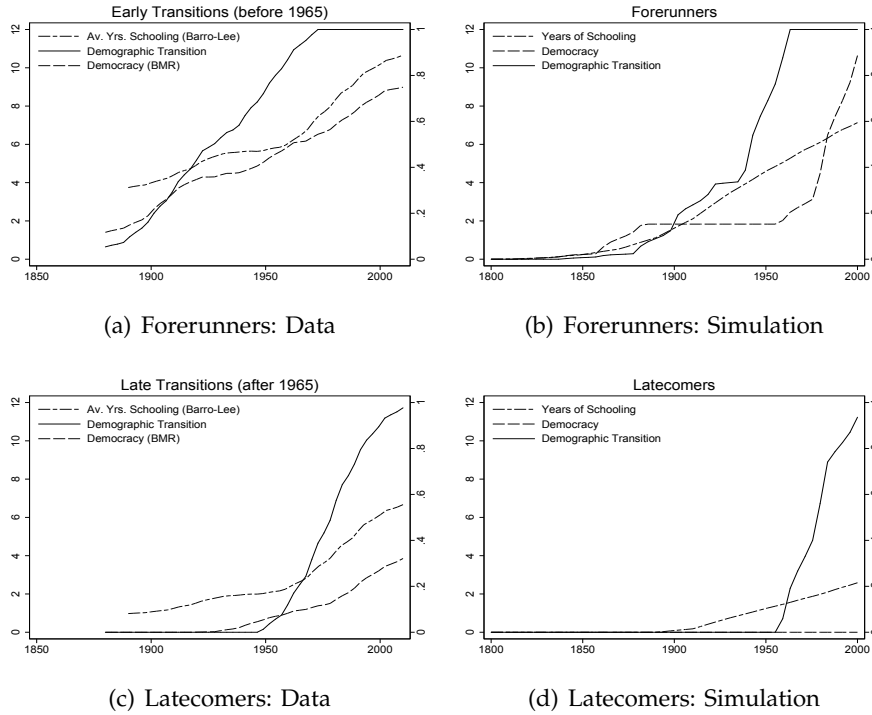 Early Transitions (before 1965)
Av. Yrs. Schooling (Barro-Lee)
Demographic Transition
Democracy (BMR)
12
10
8
6
4
2
0
1
.8
.6
.4
.2
0
1850
1900
1950
2000
(a) Forerunners: Data
Forerunners
Years of Schooling
Democracy
Demographic Transition
12
10
8
6
4
2
0
1800
1850
1900
1950
2000
(b) Forerunners: Simulation
Late Transitions (after 1965)
Av. Yrs. Schooling (Barro-Lee)
Demographic Transition
Democracy (BMR)
12
10
8
6
4
2
0
1
.8
.6
.4
.2
0
1850
1900
1950
2000
(c) Latecomers: Data
Latecomers
Years of Schooling
Democracy
Demographic Transition
12
10
8
6
4
2
0
1800
1850
1900
1950
2000
(d) Latecomers: Simulation